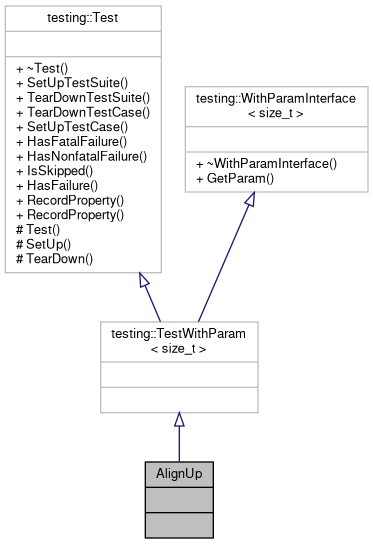 testing::Test
+ ~Test()
+ SetUpTestSuite()
+ TearDownTestSuite()
+ TearDownTestCase()
+ SetUpTestCase()
+ HasFatalFailure()
+ HasNonfatalFailure()
+ IsSkipped()
+ HasFailure()
+ RecordProperty()
+ RecordProperty()
# Test()
# SetUp()
# TearDown()
testing::WithParamInterface
< size_t >
+ ~WithParamInterface()
+ GetParam()
testing::TestWithParam
< size_t >
AlignUp